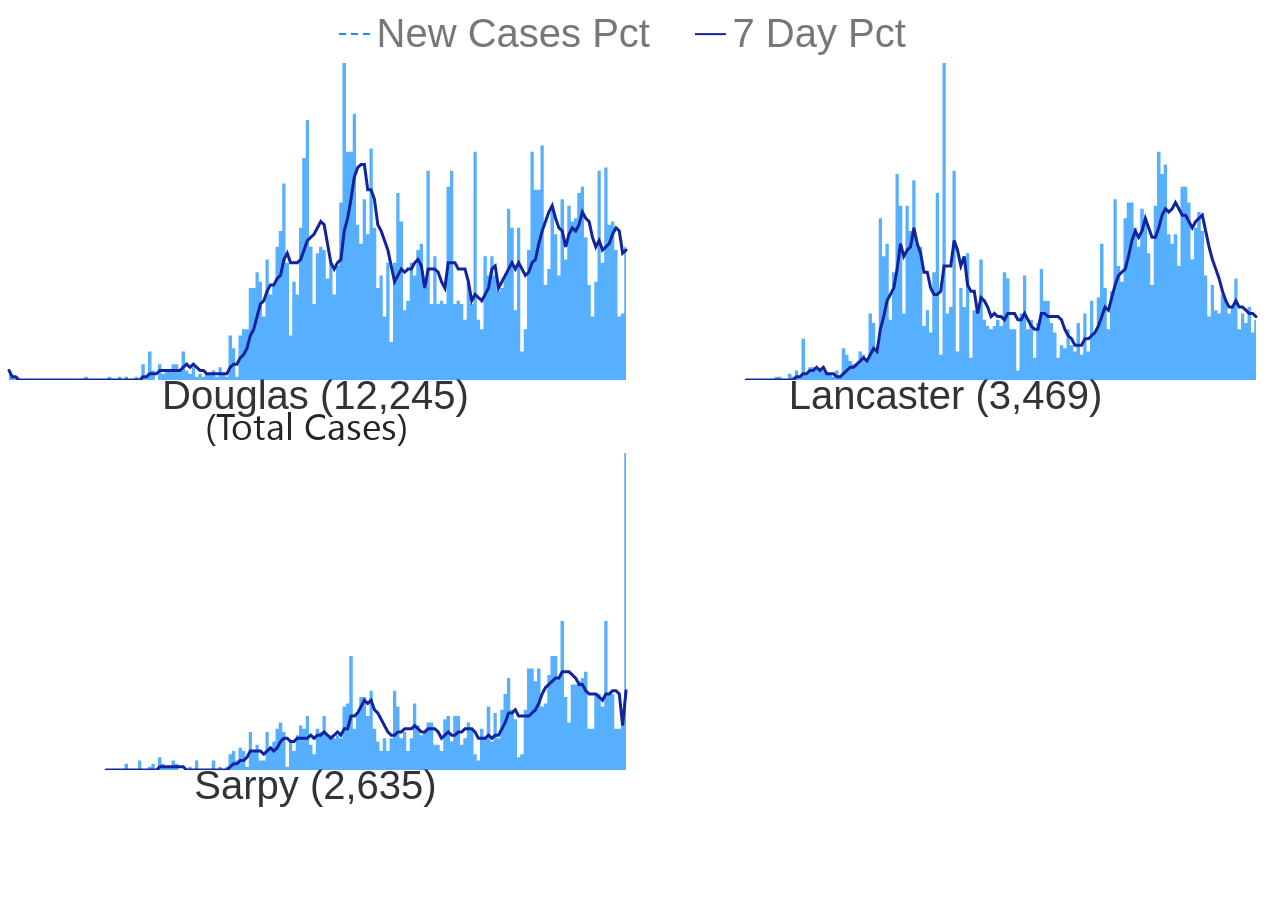 New Cases Pct 7 Day Pct
Douglas (12,245)
(Total Cases)
Lancaster (3,469)
Sarpy (2,635)